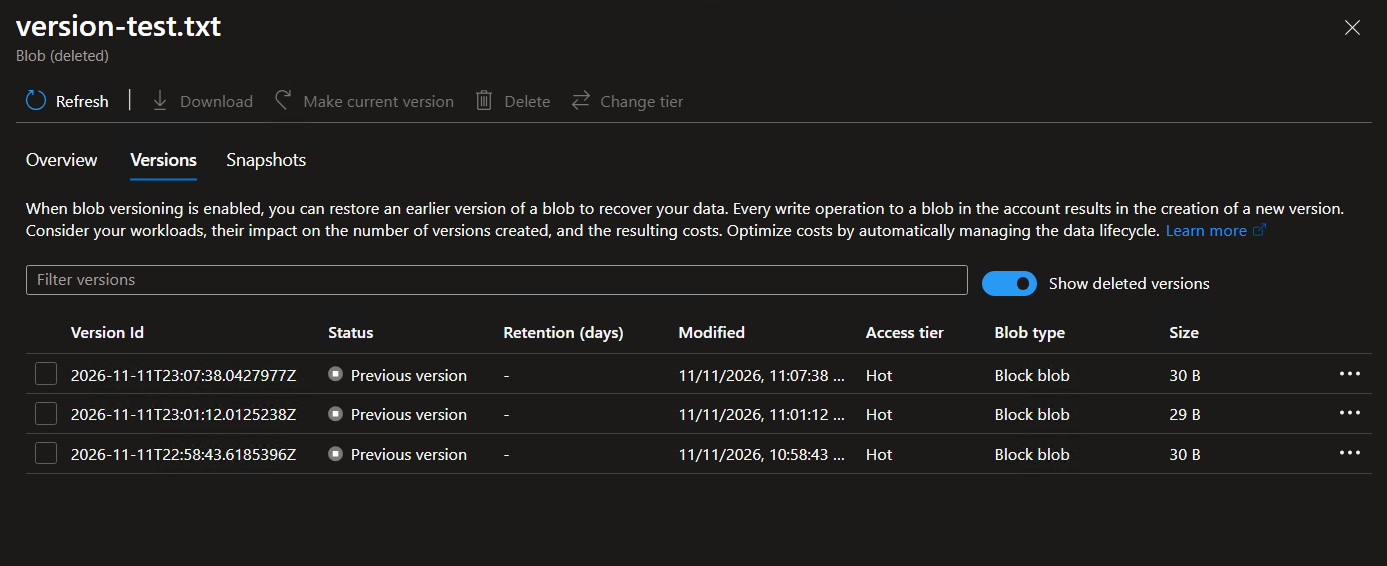 version-test.txt
Blob (deleted)
Refresh | Download Make current version Delete Change tier
Overview Versions Snapshots
When blob versioning is enabled, you can restore an earlier version of a blob to recover your data. Every write operation to a blob in the account results in the creation of a new version.
Consider your workloads, their impact on the number of versions created, and the resulting costs. Optimize costs by automatically managing the data lifecycle. Learn more
Filter versions Show deleted versions
Version Id Status Retention (days) Modified Access tier Blob type Size
2026-11-11T23:07:38.0427977Z Previous version - 11/11/2026, 11:07:38 ... Hot Block blob 30 B
2026-11-11T23:01:12.0125238Z Previous version - 11/11/2026, 11:01:12 ... Hot Block blob 29 B
2026-11-11T22:58:43.6185396Z Previous version - 11/11/2026, 10:58:43 ... Hot Block blob 30 B